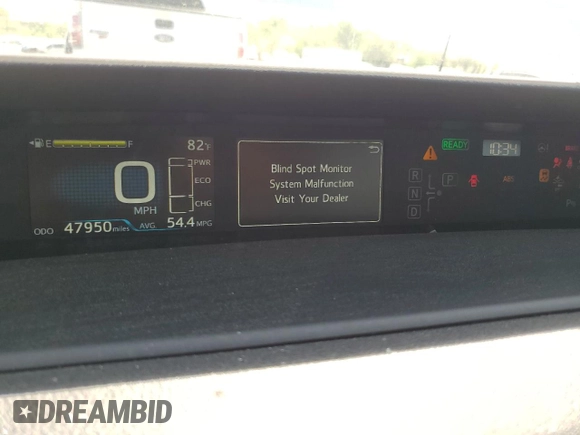 E F
82°F
PWR
ECO
CHG
0
MPH
ODO 47950 miles AVG. 54.4 MPG
Blind Spot Monitor
System Malfunction
Visit Your Dealer
READY
10:34
R
N
D
P
ABS
DREAMBID